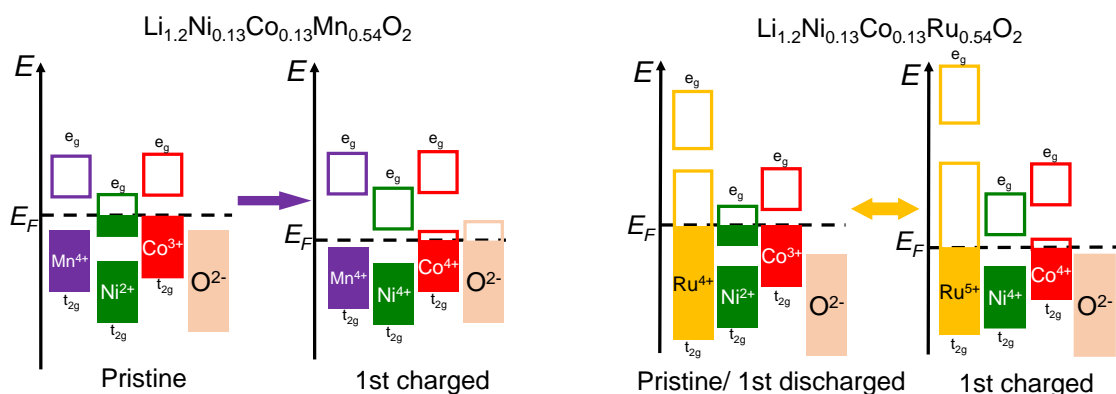 Li1.2Ni0.13Co0.13Mn0.54O2
E
EF
eg
eg
eg
Mn4+
Ni2+
Co3+
O2-
t2g
t2g
t2g
Pristine
E
EF
eg
eg
eg
Mn4+
Ni4+
Co4+
O2-
t2g
t2g
t2g
1st charged
Li1.2Ni0.13Co0.13Ru0.54O2
E
EF
eg
eg
eg
Ru4+
Ni2+
Co3+
O2-
t2g
t2g
t2g
Pristine/ 1st discharged
E
EF
eg
eg
eg
Ru5+
Ni4+
Co4+
O2-
t2g
t2g
t2g
1st charged